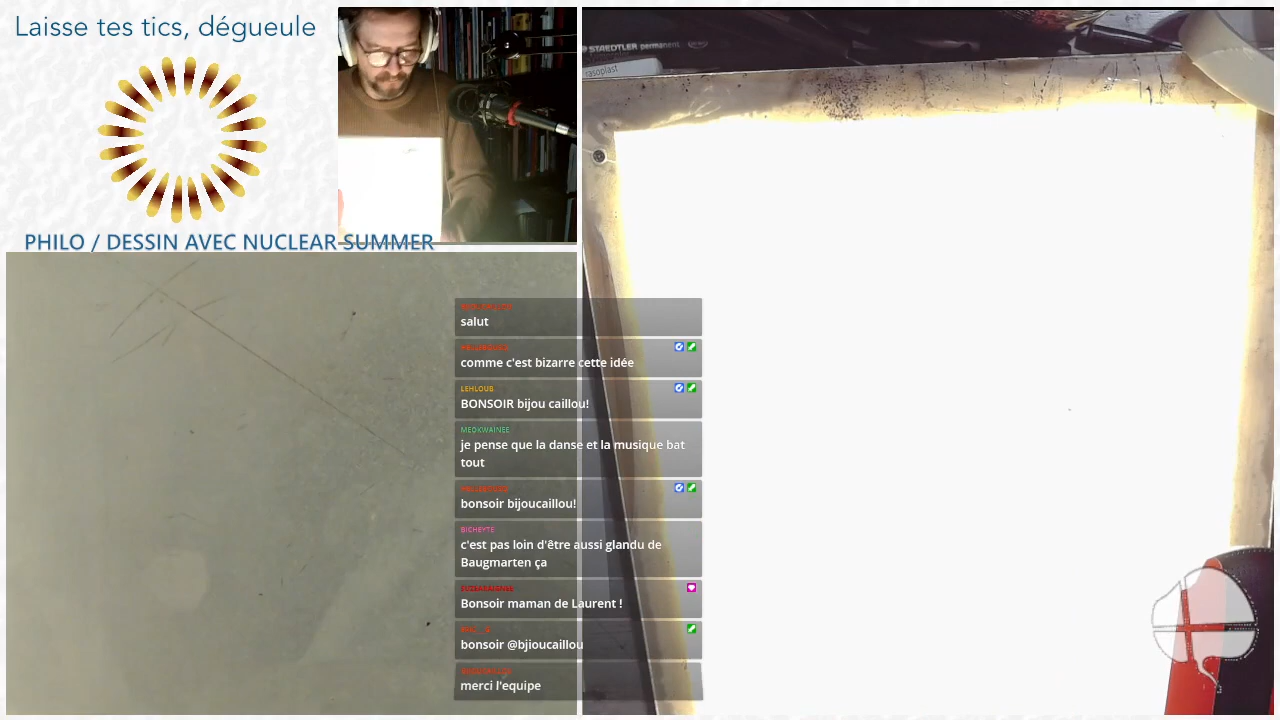 Laisse tes tics, dégueule
PHILO / DESSIN AVEC NUCLEAR SUMMER
STAEDTLER permanent
rasoplast
salut
comme c'est bizarre cette idée
LEHLOUB
BONSOIR bijou caillou!
MEOKWAINEE
je pense que la danse et la musique bat
tout
bonsoir bijoucaillou!
BICHEYTE
c'est pas loin d'être aussi glandu de
Baugmarten ça
Bonsoir maman de Laurent !
bonsoir @bjioucaillou
merci l'equipe